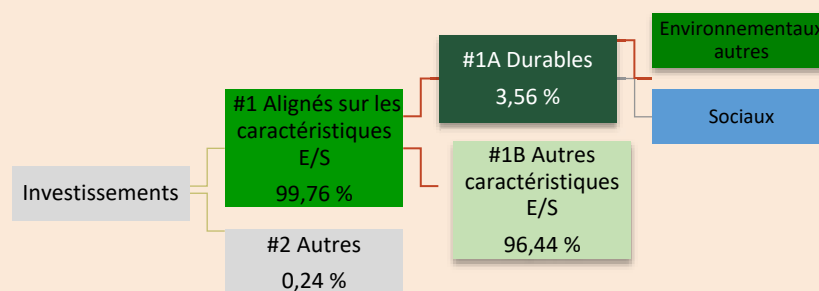 Investissements
#1 Alignés sur les
caractéristiques
E/S
99,76 %
#2 Autres
0,24 %
#1A Durables
3,56 %
#1B Autres
caractéristiques
E/S
96,44 %
Environnementaux
autres
Sociaux